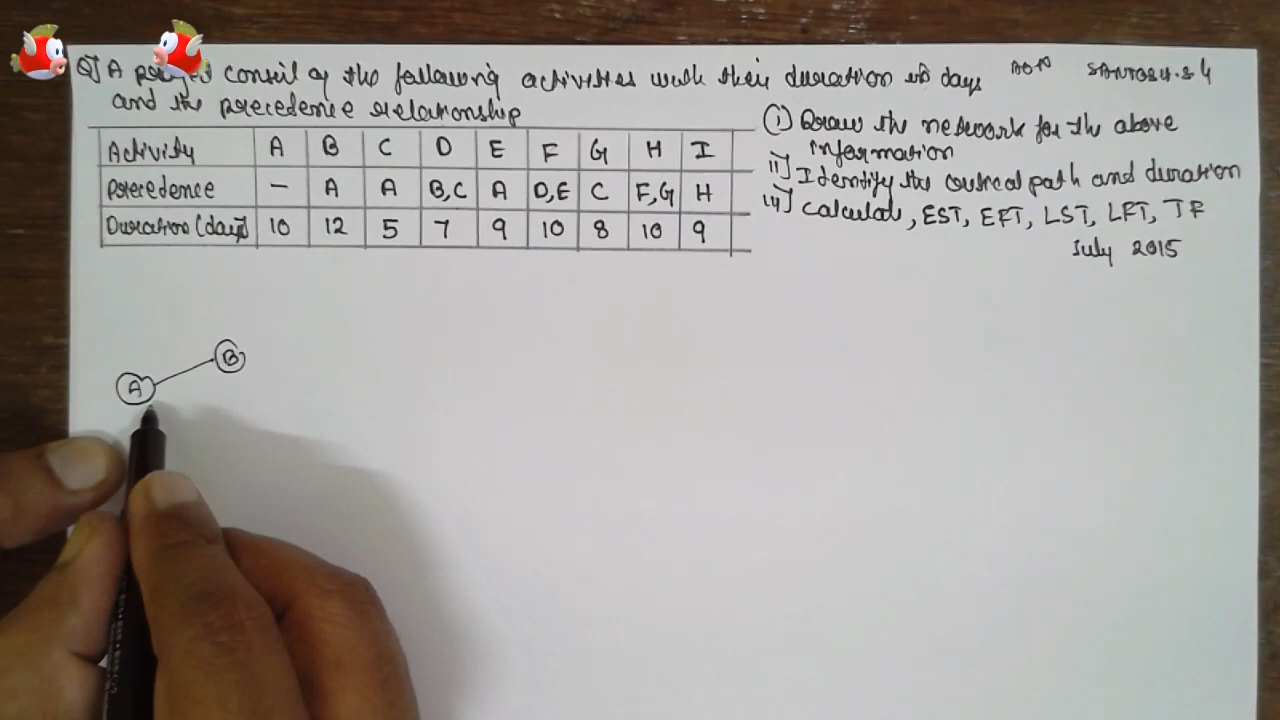 Q] A project consist of the following activities with their duration in days
and the precedence relationship
SANTOSH.S
Activity A B C D E F G H I
Precedence — A A B,C A D,E C F,G H
Duration (days) 10 12 5 7 9 10 8 10 9
i) Draw the network for the above
information
ii] Identify the critical path and duration
Calculate, EST, EFT, LST, LFT, TF
July 2015
B
A